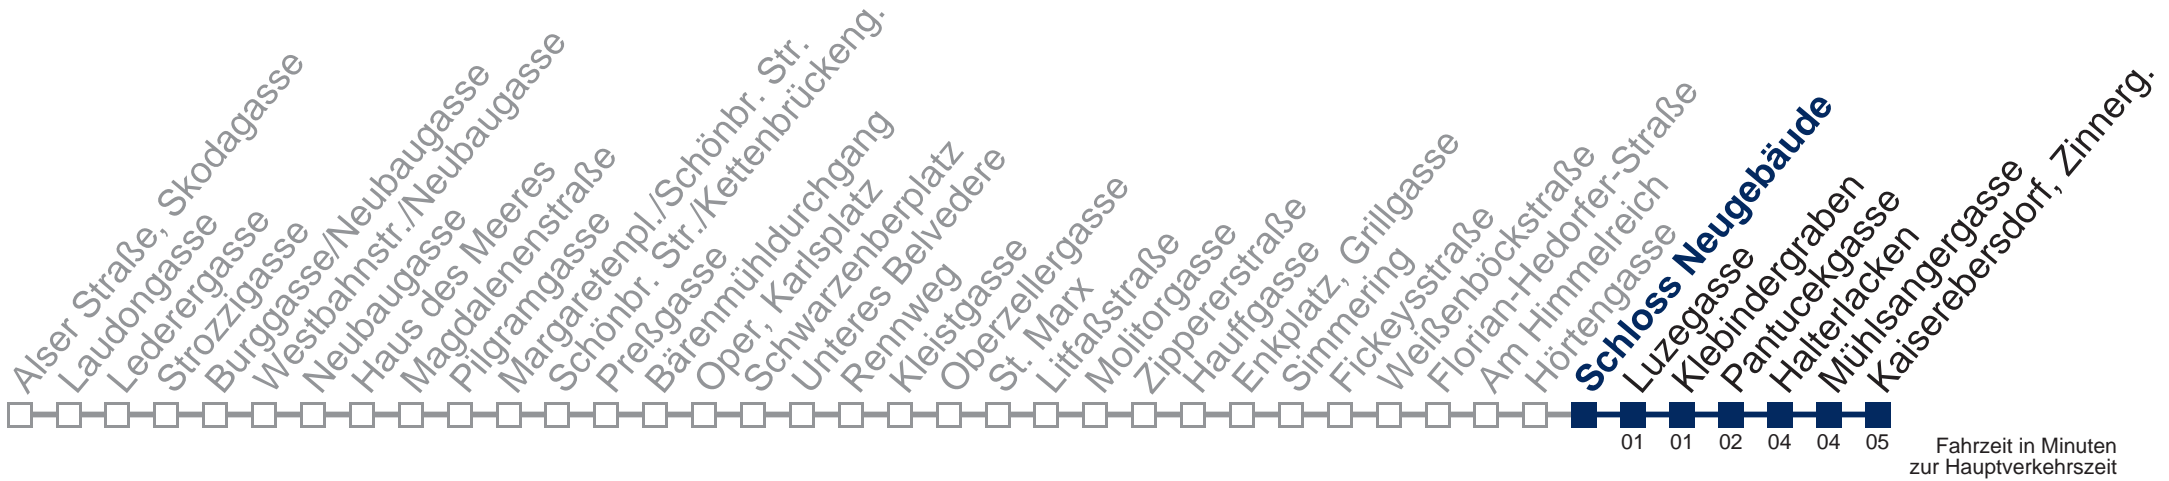 Alser Straße, Skodagasse
Laudongasse
Lederergasse
Strozzigasse
Burggasse/Neubaugasse
Westbahnstr./Neubaugasse
Neubaugasse
Haus des Meeres
Magdalenenstraße
Pilgramgasse
Margaretenpl./Schönbr. Str.
Schönbr. Str./Kettenbrückeng.
Preßgasse
Bärenmühldurchgang
Oper, Karlsplatz
Schwarzenbergplatz
Unteres Belvedere
Rennweg
Kleistgasse
Oberzellergasse
St. Marx
Litfaßstraße
Molitorgasse
Zippererstraße
Hauffgasse
Enkplatz, Grillgasse
Simmering
Fickeysstraße
Weißenböckstraße
Florian-Hedorfer-Straße
Am Himmelreich
Hörtengasse
Schloss Neugebäude
Luzegasse
Klebindergraben
Pantucekgasse
Halterlacken
Mühlsangergasse
Kaiserebersdorf, Zinnerg.
01 01 02 04 04 05
Fahrzeit in Minuten
zur Hauptverkehrszeit